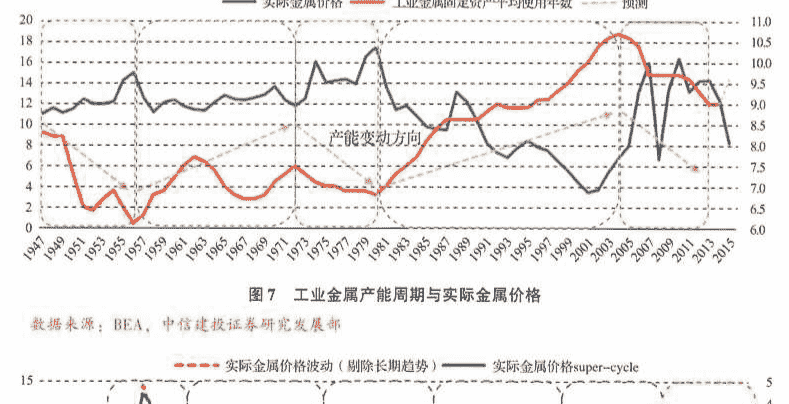 实际金属价格 工业金属固定资产平均使用年数 预测
20 11.0
18 10.5
16 10.0
14 9.5
12 9.0
10 8.5
8 8.0
6 7.5
4 7.0
2 6.5
0 6.0
产能变动方向
1947 1949 1951 1953 1955 1957 1959 1961 1963 1965 1967 1969 1971 1973 1975 1977 1979 1981 1983 1985 1987 1989 1991 1993 1995 1997 1999 2001 2003 2005 2007 2009 2011 2013 2015
图7 工业金属产能周期与实际金属价格
数据来源：BEA，中信建投证券研究发展部
实际金属价格波动（剔除长期趋势） 实际金属价格super-cycle
15 5
4